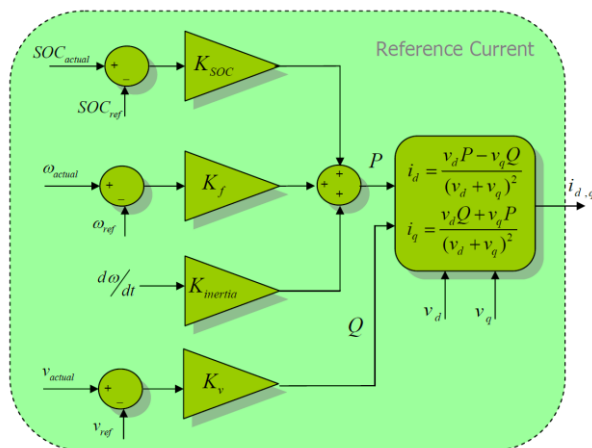 Reference Current
SOC_actual
+
−
SOC_ref
K_SOC
ω_actual
+
−
ω_ref
K_f
+
+
+
P
i_d = (v_d P − v_q Q) / (v_d + v_q)^2
i_q = (v_d Q + v_q P) / (v_d + v_q)^2
i_d,q
dω/dt
K_inertia
v_d
v_q
Q
v_actual
+
−
v_ref
K_v